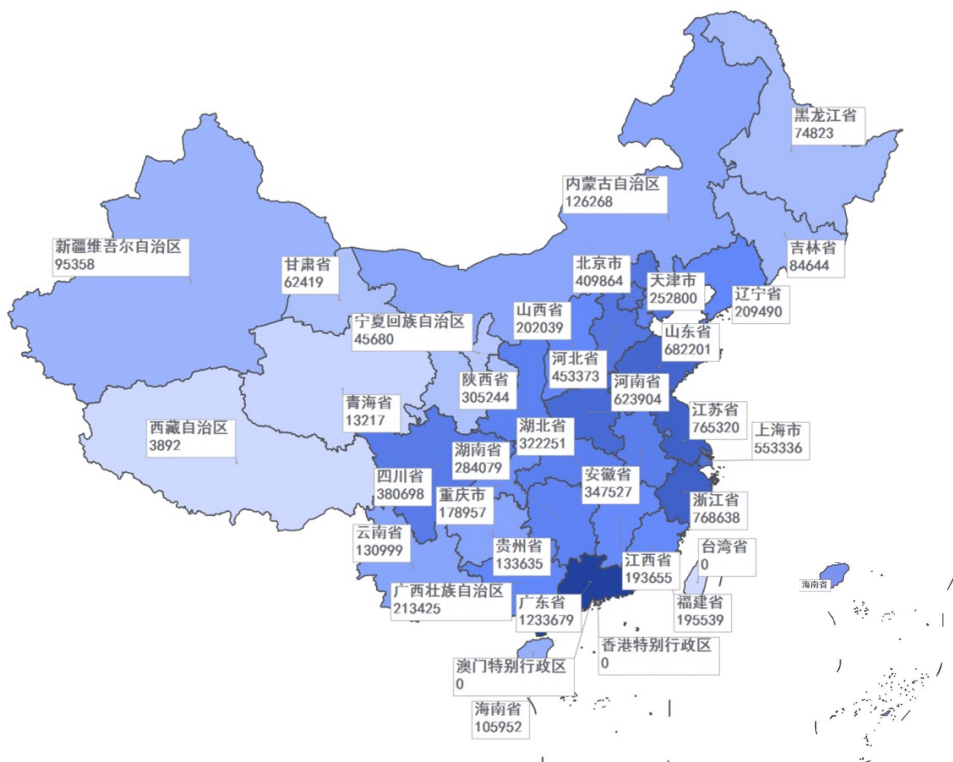 黑龙江省
74823
内蒙古自治区
126268
新疆维吾尔自治区
95358
甘肃省
62419
吉林省
84644
北京市
409864
天津市
252800
辽宁省
209490
宁夏回族自治区
45680
山西省
202039
山东省
682201
河北省
453373
陕西省
305244
河南省
623904
青海省
13217
江苏省
765320
西藏自治区
3892
湖北省
322251
上海市
553336
湖南省
284079
四川省
380698
安徽省
347527
重庆市
178957
浙江省
768638
云南省
130999
贵州省
133635
江西省
193655
台湾省
0
广西壮族自治区
213425
广东省
1233679
福建省
195539
海南省
香港特别行政区
0
澳门特别行政区
0
海南省
105952